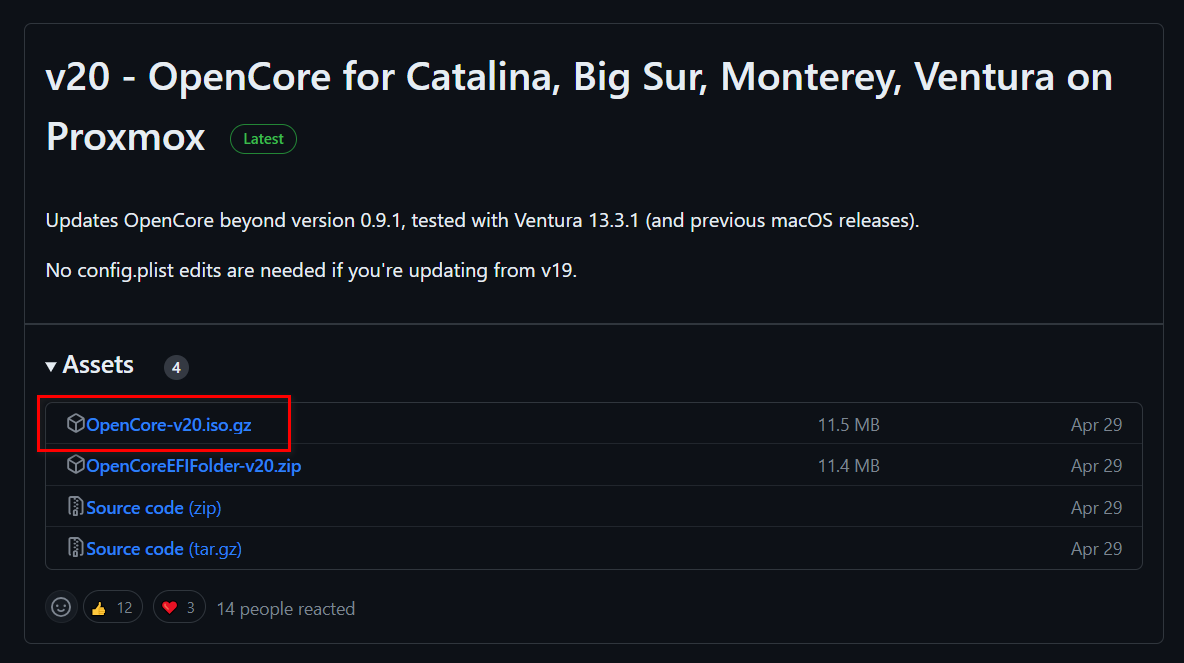 v20 - OpenCore for Catalina, Big Sur, Monterey, Ventura on
Proxmox Latest
Updates OpenCore beyond version 0.9.1, tested with Ventura 13.3.1 (and previous macOS releases).
No config.plist edits are needed if you're updating from v19.
Assets 4
OpenCore-v20.iso.gz 11.5 MB Apr 29
OpenCoreEFIFolder-v20.zip 11.4 MB Apr 29
Source code (zip) Apr 29
Source code (tar.gz) Apr 29
12 3 14 people reacted